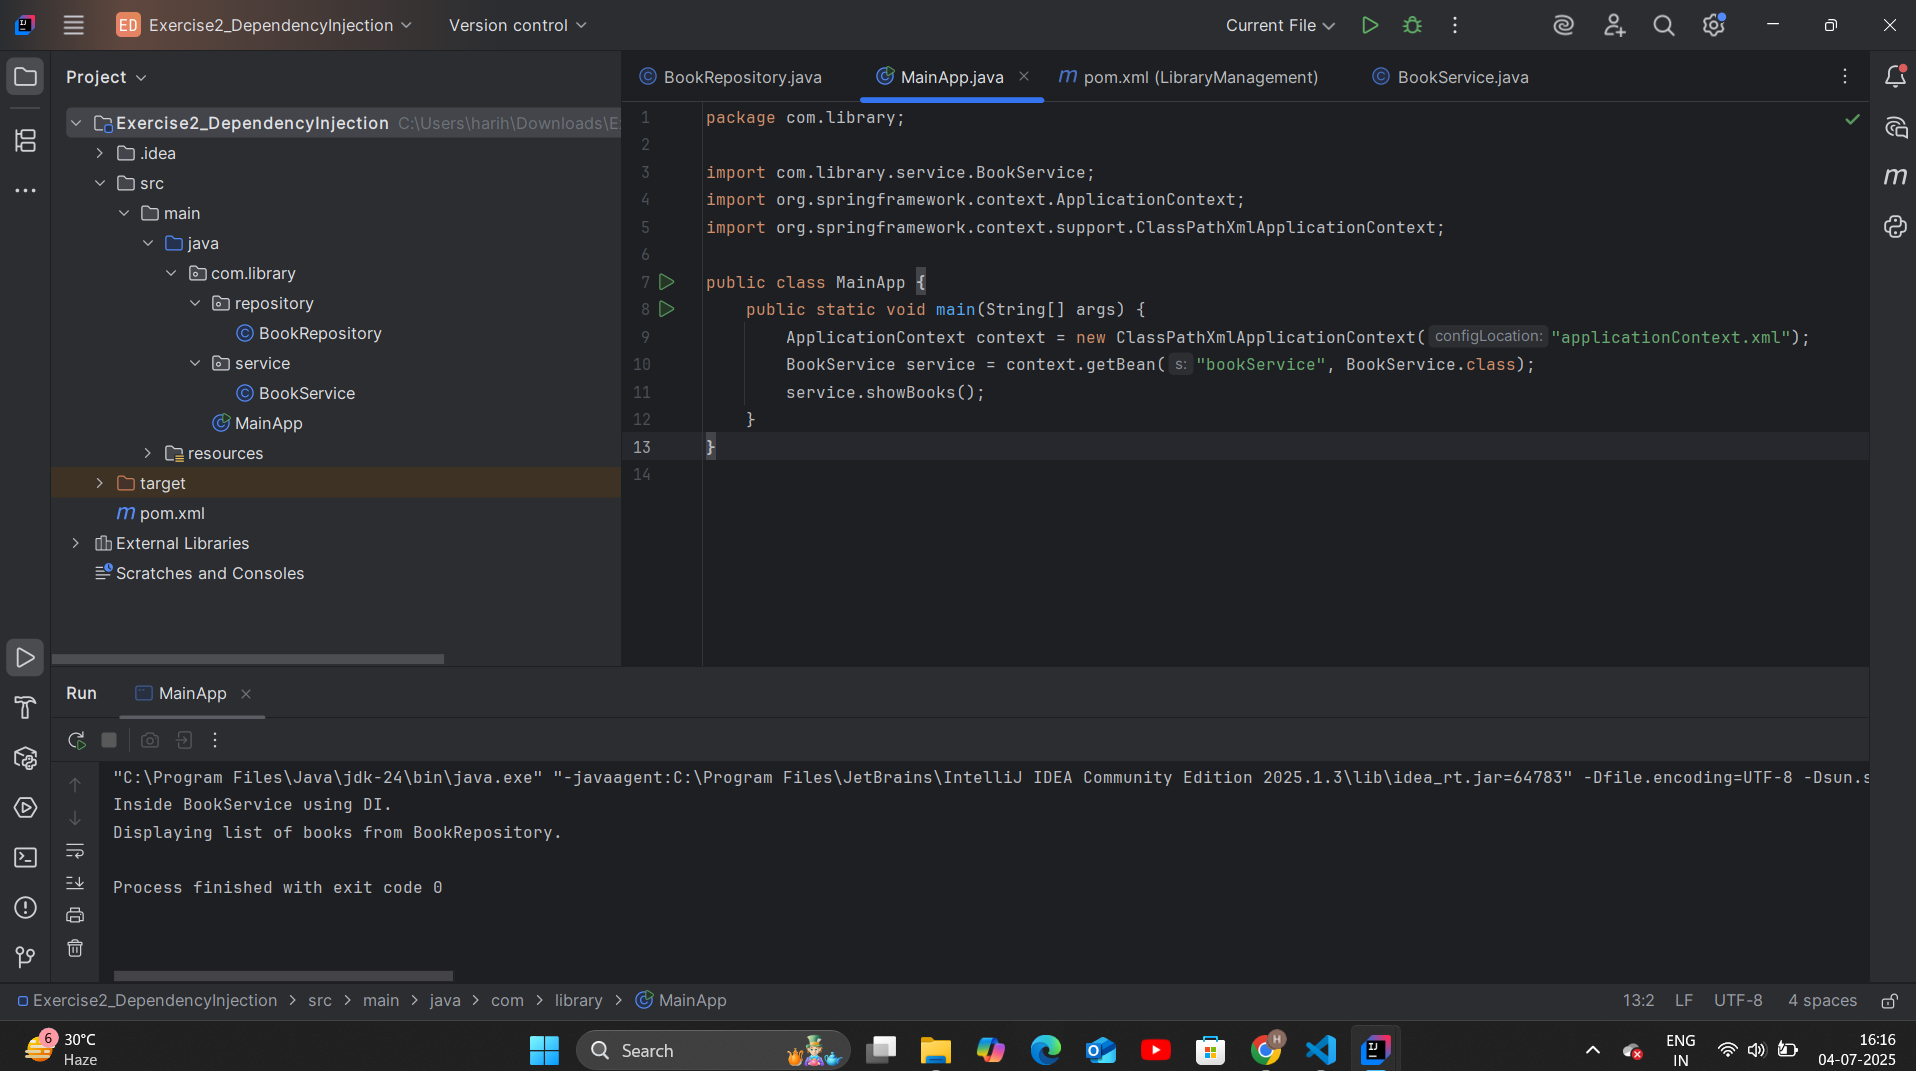 ED Exercise2_DependencyInjection Version control Current File
Project
BookRepository.java MainApp.java pom.xml (LibraryManagement) BookService.java
Exercise2_DependencyInjection C:\Users\harih\Downloads\E
.idea
src
main
java
com.library
repository
BookRepository
service
BookService
MainApp
resources
target
pom.xml
External Libraries
Scratches and Consoles
1 package com.library;
2
3 import com.library.service.BookService;
4 import org.springframework.context.ApplicationContext;
5 import org.springframework.context.support.ClassPathXmlApplicationContext;
6
7 public class MainApp {
8 public static void main(String[] args) {
9 ApplicationContext context = new ClassPathXmlApplicationContext( configLocation: "applicationContext.xml");
10 BookService service = context.getBean( s: "bookService", BookService.class);
11 service.showBooks();
12 }
13 }
14
Run MainApp
"C:\Program Files\Java\jdk-24\bin\java.exe" "-javaagent:C:\Program Files\JetBrains\IntelliJ IDEA Community Edition 2025.1.3\lib\idea_rt.jar=64783" -Dfile.encoding=UTF-8 -Dsun.s
Inside BookService using DI.
Displaying list of books from BookRepository.
Process finished with exit code 0
Exercise2_DependencyInjection > src > main > java > com > library > MainApp 13:2 LF UTF-8 4 spaces
6 30°C
Haze
Search
H
ENG
IN
16:16
04-07-2025